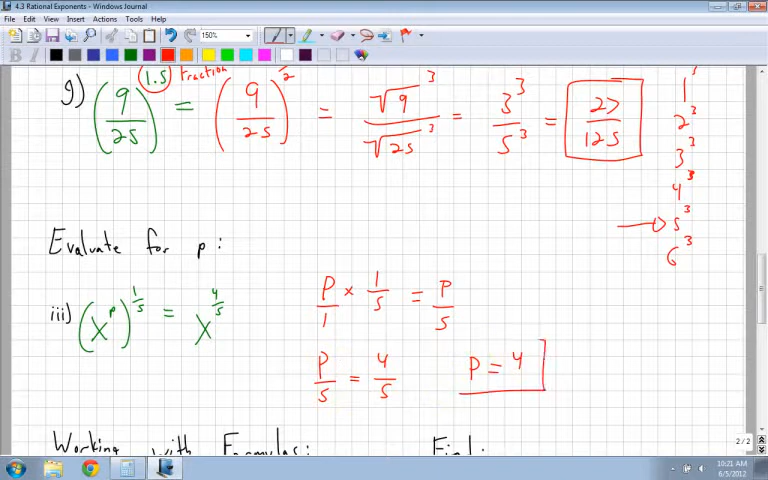 4.3 Rational Exponents - Windows Journal
File Edit View Insert Actions Tools Help
150%
B I
g) (9/25)^1.5 = (9/25)^/2 = √9^3/√25^3 = 3^3/5^3 = 27/125
Fraction
1^3
2^3
3^3
4^3
→ 5^3
6^3
Evaluate for p:
iii) (x^p)^1/5 = x^4/5
P/1 × 1/5 = P/5
P/5 = 4/5 P = 4
Working with Formulas: Find:
2/2
10:21 AM
6/5/2012